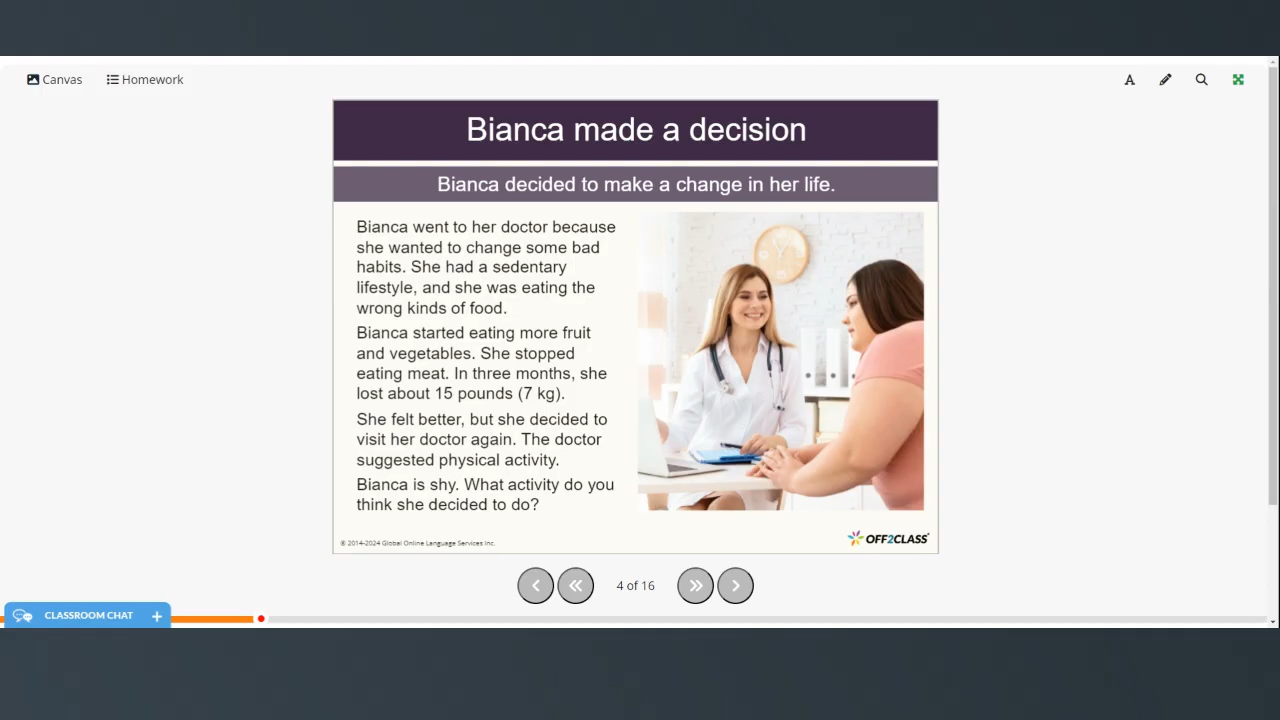 Canvas
Homework
A
Bianca made a decision
Bianca decided to make a change in her life.
Bianca went to her doctor because
she wanted to change some bad
habits. She had a sedentary
lifestyle, and she was eating the
wrong kinds of food.
Bianca started eating more fruit
and vegetables. She stopped
eating meat. In three months, she
lost about 15 pounds (7 kg).
She felt better, but she decided to
visit her doctor again. The doctor
suggested physical activity.
Bianca is shy. What activity do you
think she decided to do?
© 2014-2024 Global Online Language Services Inc.
OFF2CLASS
4 of 16
CLASSROOM CHAT +